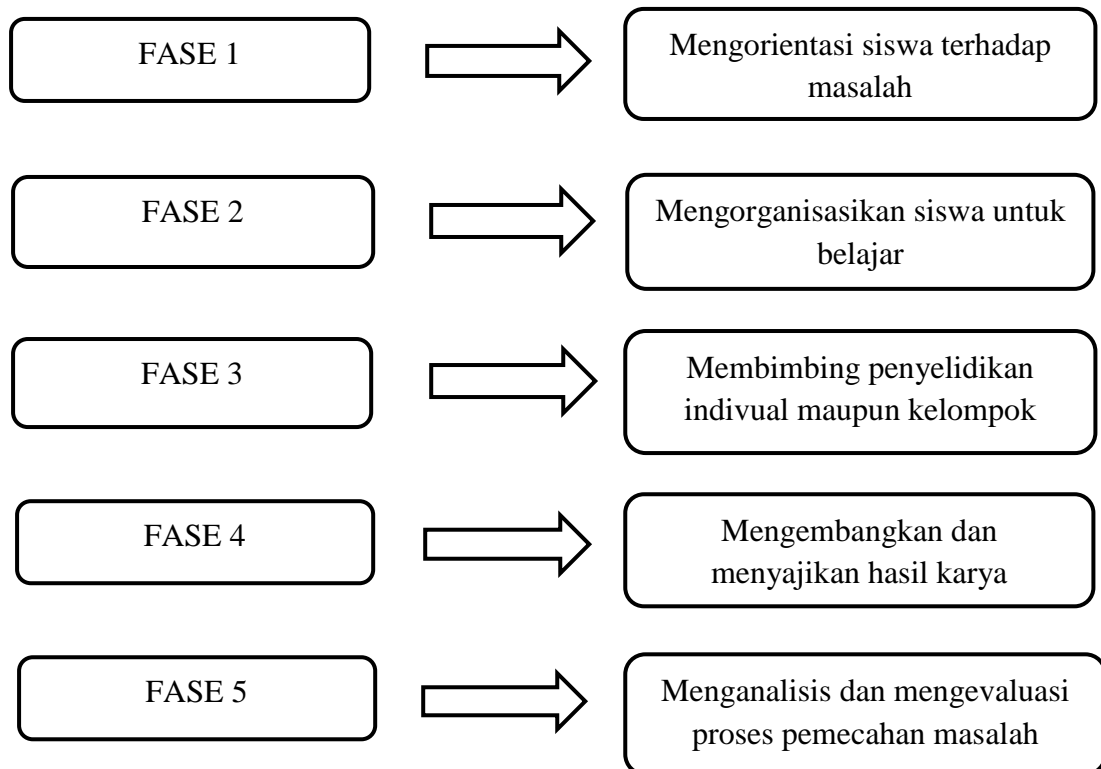 FASE 1
Mengorientasi siswa terhadap
masalah
FASE 2
Mengorganisasikan siswa untuk
belajar
FASE 3
Membimbing penyelidikan
indivual maupun kelompok
FASE 4
Mengembangkan dan
menyajikan hasil karya
FASE 5
Menganalisis dan mengevaluasi
proses pemecahan masalah